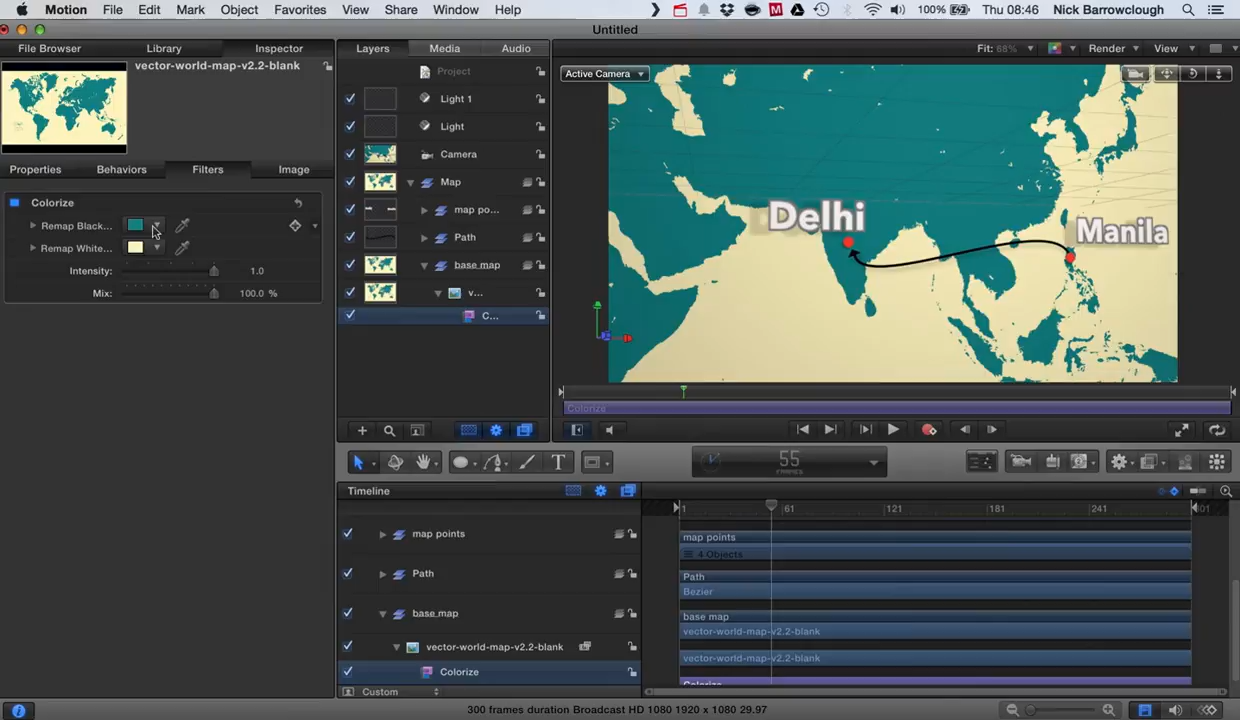 Motion File Edit Mark Object Favorites View Share Window Help 100% Thu 08:46 Nick Barrowclough
Untitled
File Browser Library Inspector
Layers Media Audio
Fit: 68% Render View
vector-world-map-v2.2-blank
Properties Behaviors Filters Image
Colorize
Remap Black...
Remap White...
Intensity: 1.0
Mix: 100.0 %
Project
Light 1
Light
Camera
Map
map po...
Path
base map
v...
C...
Active Camera
Delhi
Manila
Colorize
T
55
FRAMES
Timeline
1 61 121 181 241 301
map points
Path
base map
vector-world-map-v2.2-blank
Colorize
map points
4 Objects
Path
Bezier
base map
vector-world-map-v2.2-blank
vector-world-map-v2.2-blank
Colorize
Custom
300 frames duration Broadcast HD 1080 1920 x 1080 29.97